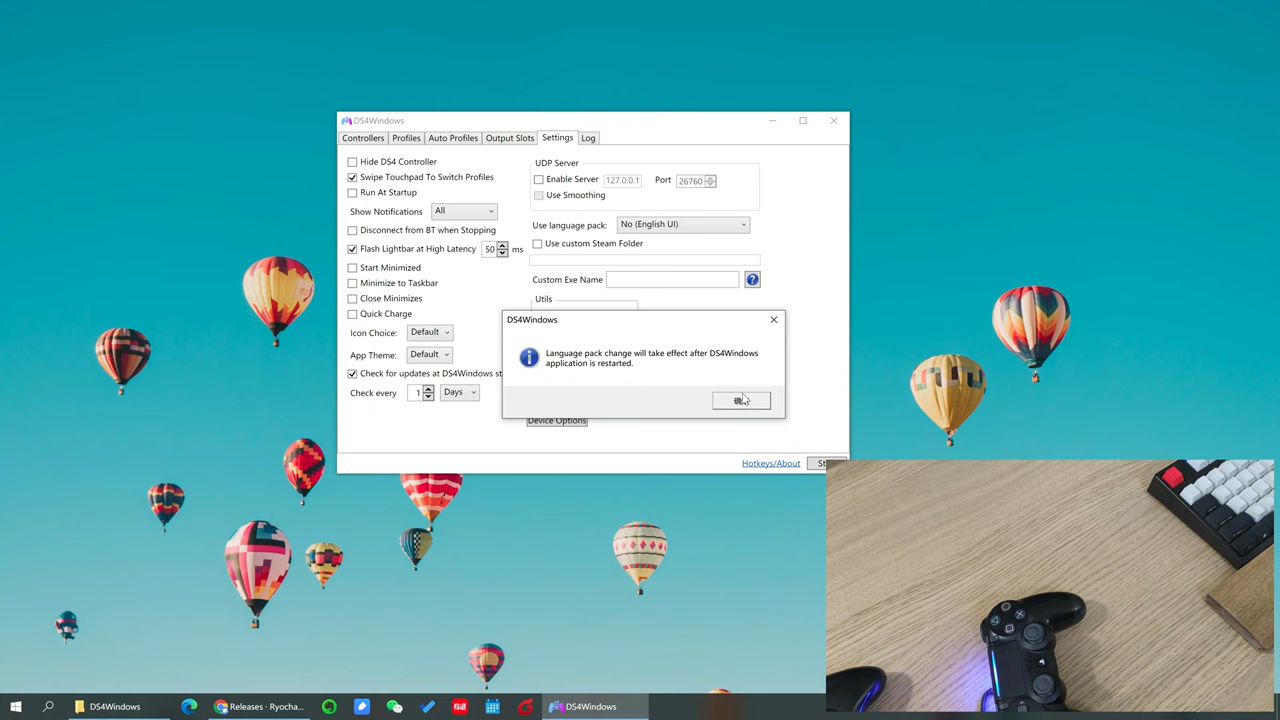 DS4Windows
Controllers
Profiles
Auto Profiles
Output Slots
Settings
Log
Hide DS4 Controller
Swipe Touchpad To Switch Profiles
Run At Startup
Show Notifications
All
Disconnect from BT when Stopping
Flash Lightbar at High Latency
50
ms
Start Minimized
Minimize to Taskbar
Close Minimizes
Quick Charge
Icon Choice:
Default
App Theme:
Default
Check for updates at DS4Windows st
Check every
1
Days
UDP Server
Enable Server
127.0.0.1
Port
26760
Use Smoothing
Use language pack:
No (English UI)
Use custom Steam Folder
Custom Exe Name
?
Utils
DS4Windows
Language pack change will take effect after DS4Windows
application is restarted.
Device Options
Hotkeys/About
St
DS4Windows
Releases · Ryocha...
DS4Windows